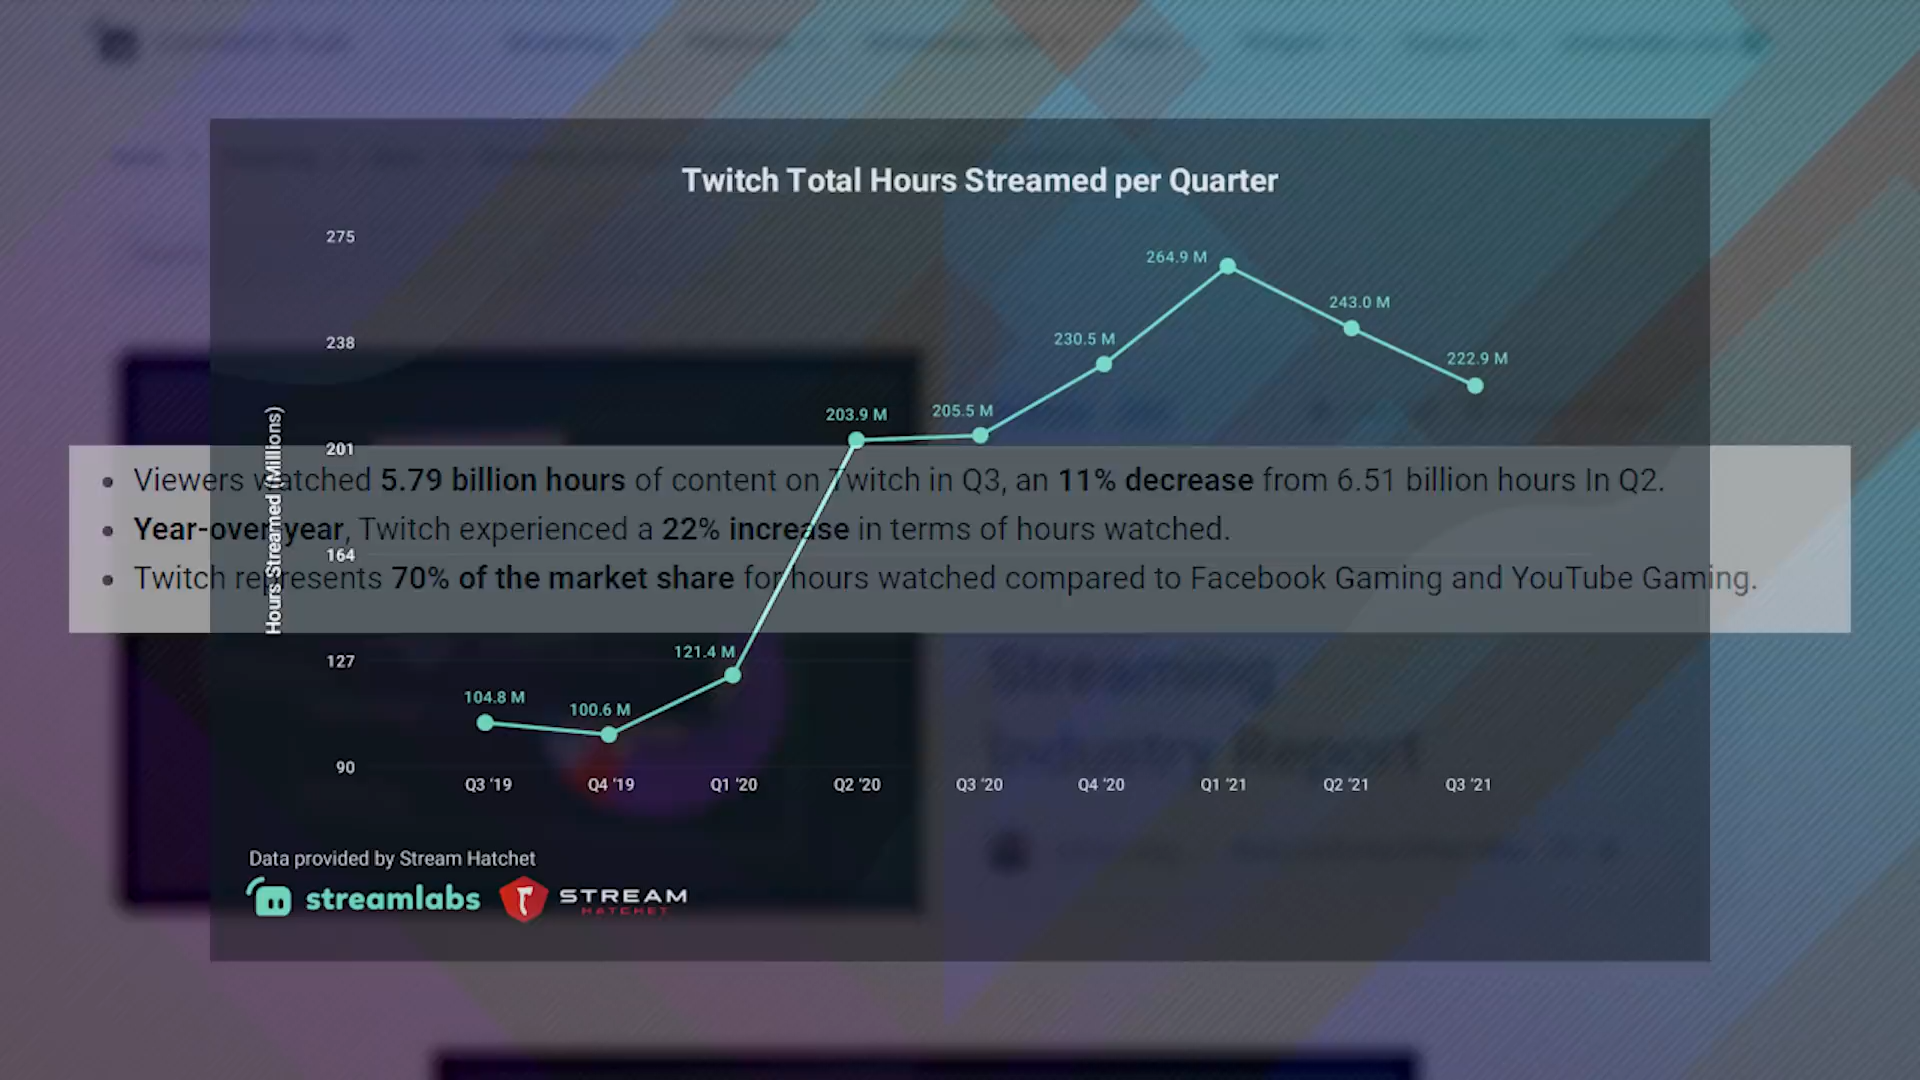 Twitch Total Hours Streamed per Quarter
275
238
201
164
127
90
Hours Streamed (Millions)
104.8 M
100.6 M
121.4 M
203.9 M
205.5 M
230.5 M
264.9 M
243.0 M
222.9 M
Q3 '19
Q4 '19
Q1 '20
Q2 '20
Q3 '20
Q4 '20
Q1 '21
Q2 '21
Q3 '21
• Viewers watched 5.79 billion hours of content on Twitch in Q3, an 11% decrease from 6.51 billion hours In Q2.
• Year-over-year, Twitch experienced a 22% increase in terms of hours watched.
• Twitch represents 70% of the market share for hours watched compared to Facebook Gaming and YouTube Gaming.
Streaming
Industry Report
Data provided by Stream Hatchet
streamlabs
STREAM
HATCHET